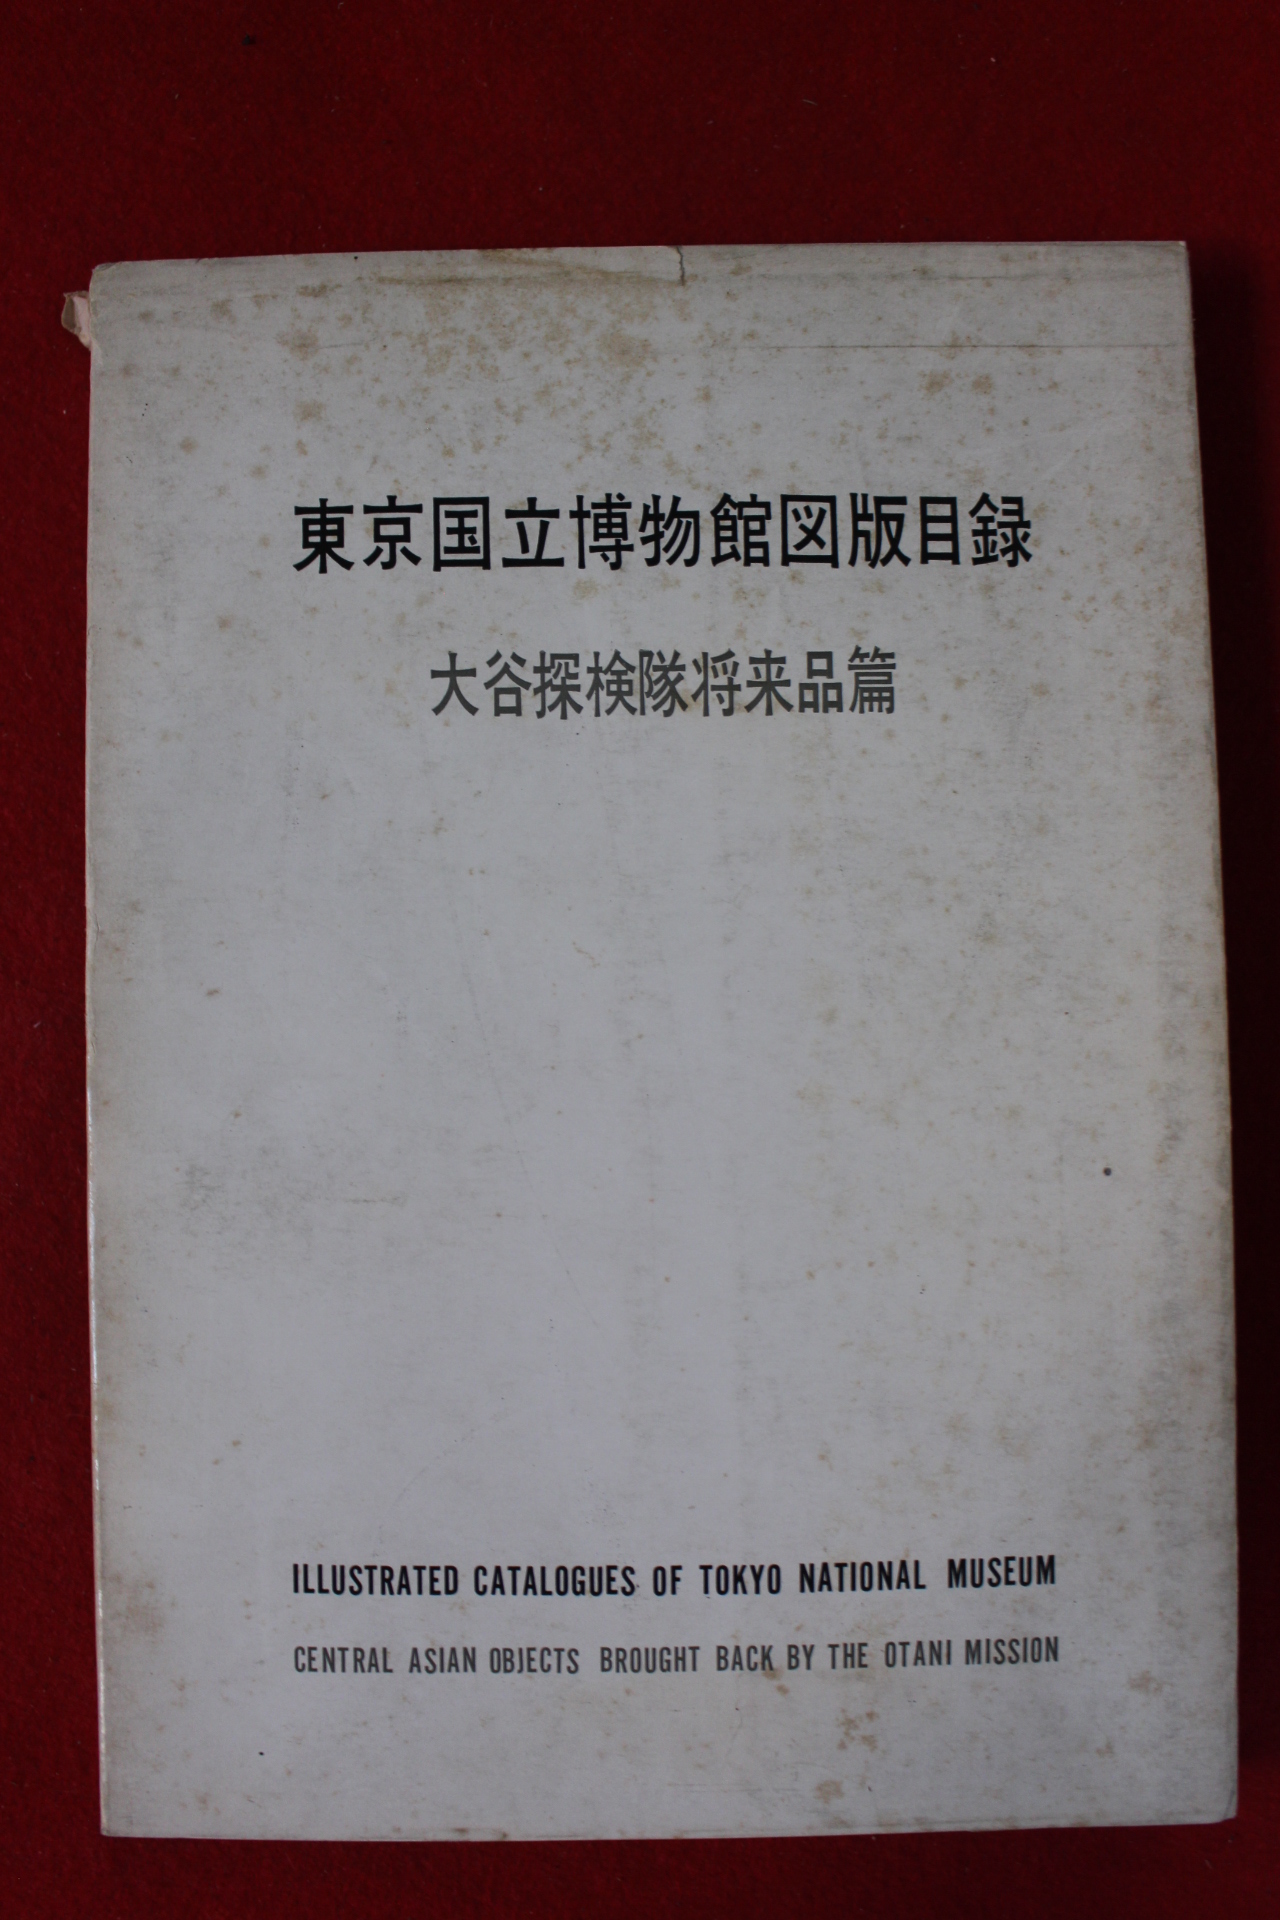 東京国立博物館図版目録
大谷探検隊将来品篇
ILLUSTRATED CATALOGUES OF TOKYO NATIONAL MUSEUM
CENTRAL ASIAN OBJECTS BROUGHT BACK BY THE OTANI MISSION